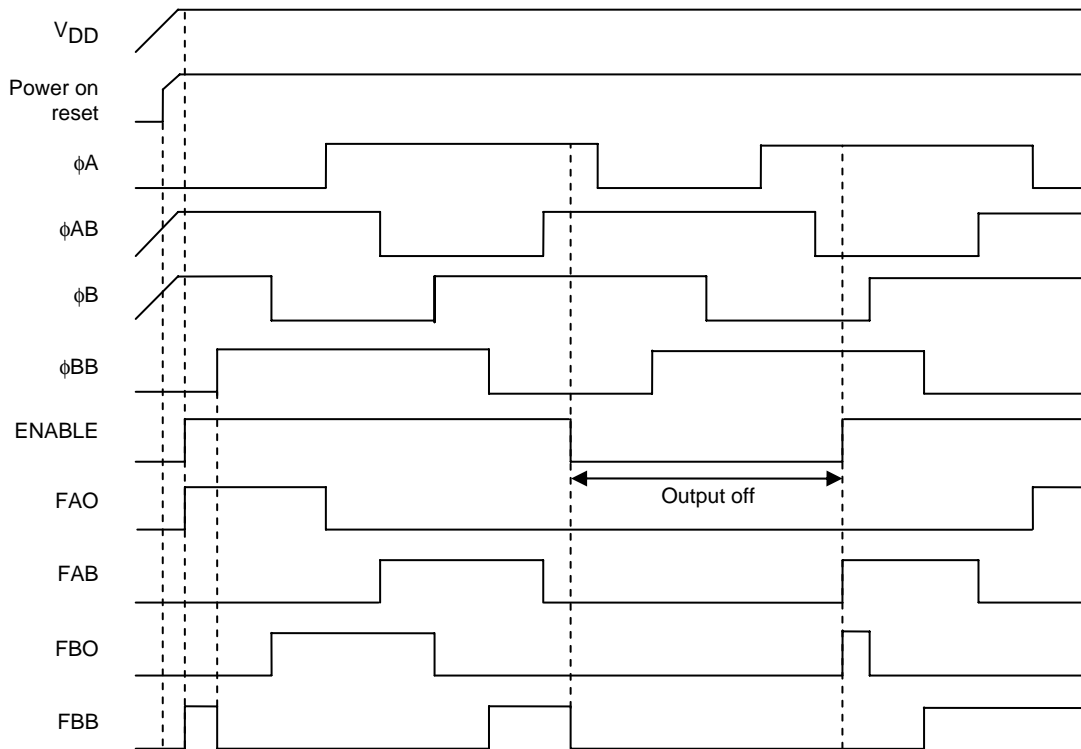 VDD
Power on
reset
ϕA
ϕAB
ϕB
ϕBB
ENABLE
Output off
FAO
FAB
FBO
FBB